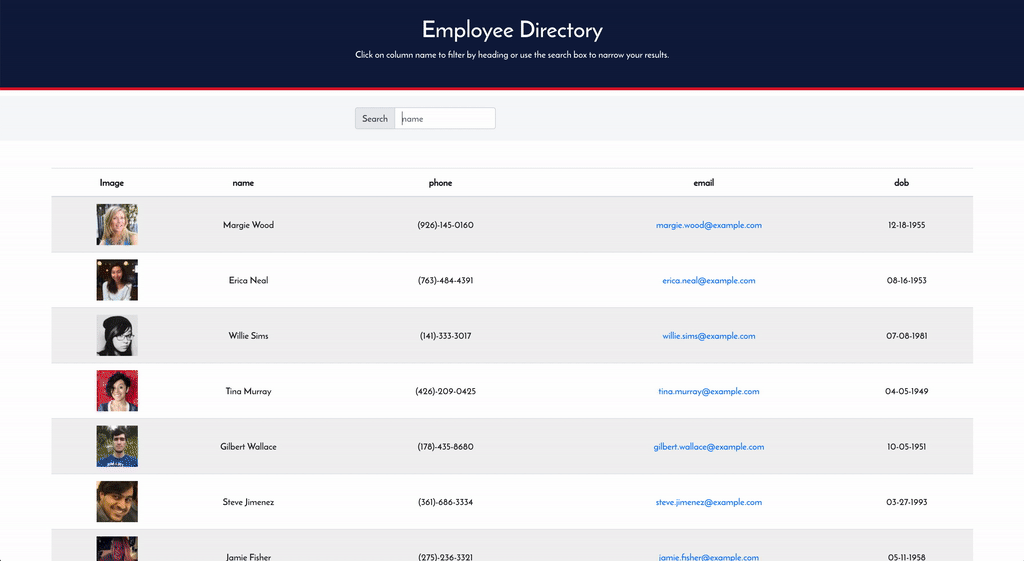 Employee Directory
Click on column name to filter by heading or use the search box to narrow your results.
Search name
Image name phone email dob
Margie Wood (926)-145-0160 margie.wood@example.com 12-18-1955
Erica Neal (763)-484-4391 erica.neal@example.com 08-16-1953
Willie Sims (141)-333-3017 willie.sims@example.com 07-08-1981
Tina Murray (426)-209-0425 tina.murray@example.com 04-05-1949
Gilbert Wallace (178)-435-8680 gilbert.wallace@example.com 10-05-1951
Steve Jimenez (361)-686-3334 steve.jimenez@example.com 03-27-1993
Jamie Fisher (275)-236-3321 jamie.fisher@example.com 05-11-1958